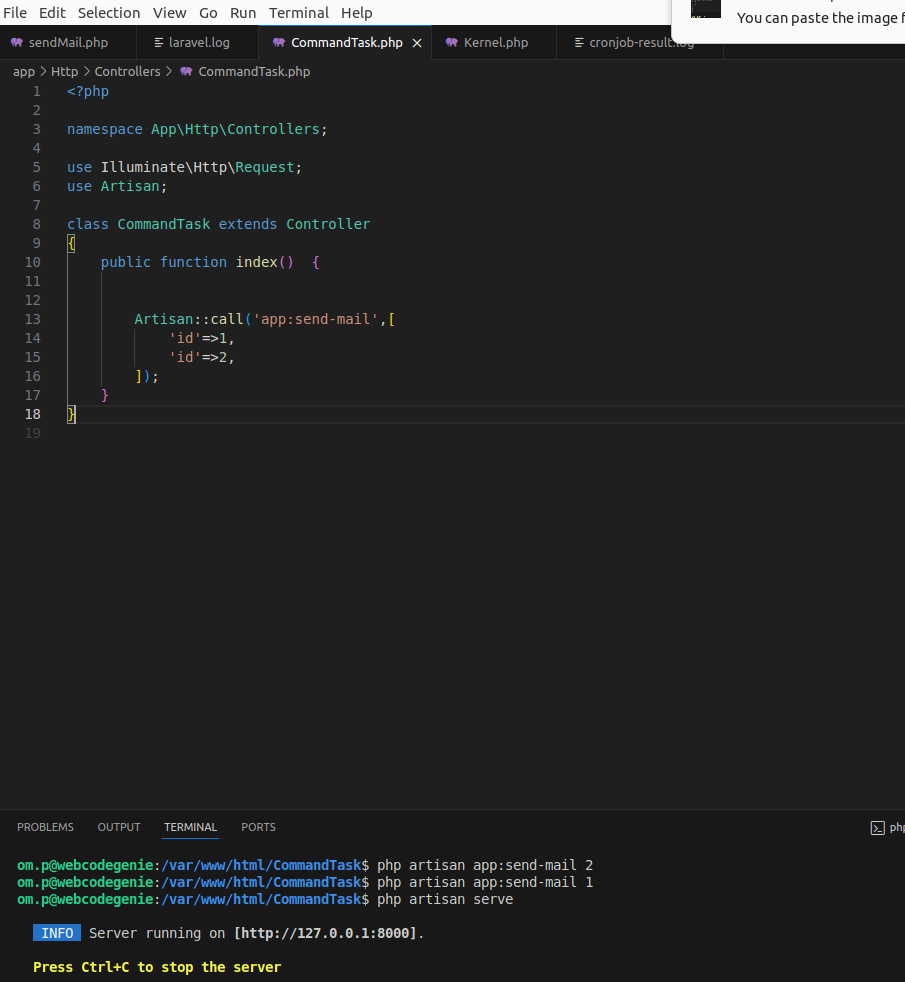 File Edit Selection View Go Run Terminal Help
You can paste the image f
sendMail.php laravel.log CommandTask.php Kernel.php cronjob-result.log
app > Http > Controllers > CommandTask.php
1 <?php
2
3 namespace App\Http\Controllers;
4
5 use Illuminate\Http\Request;
6 use Artisan;
7
8 class CommandTask extends Controller
9 {
10 public function index()  {
11
12
13 Artisan::call('app:send-mail',[
14 'id'=>1,
15 'id'=>2,
16 ]);
17 }
18 }
19
PROBLEMS OUTPUT TERMINAL PORTS php
om.p@webcodegenie:/var/www/html/CommandTask$ php artisan app:send-mail 2
om.p@webcodegenie:/var/www/html/CommandTask$ php artisan app:send-mail 1
om.p@webcodegenie:/var/www/html/CommandTask$ php artisan serve
INFO Server running on [http://127.0.0.1:8000].
Press Ctrl+C to stop the server